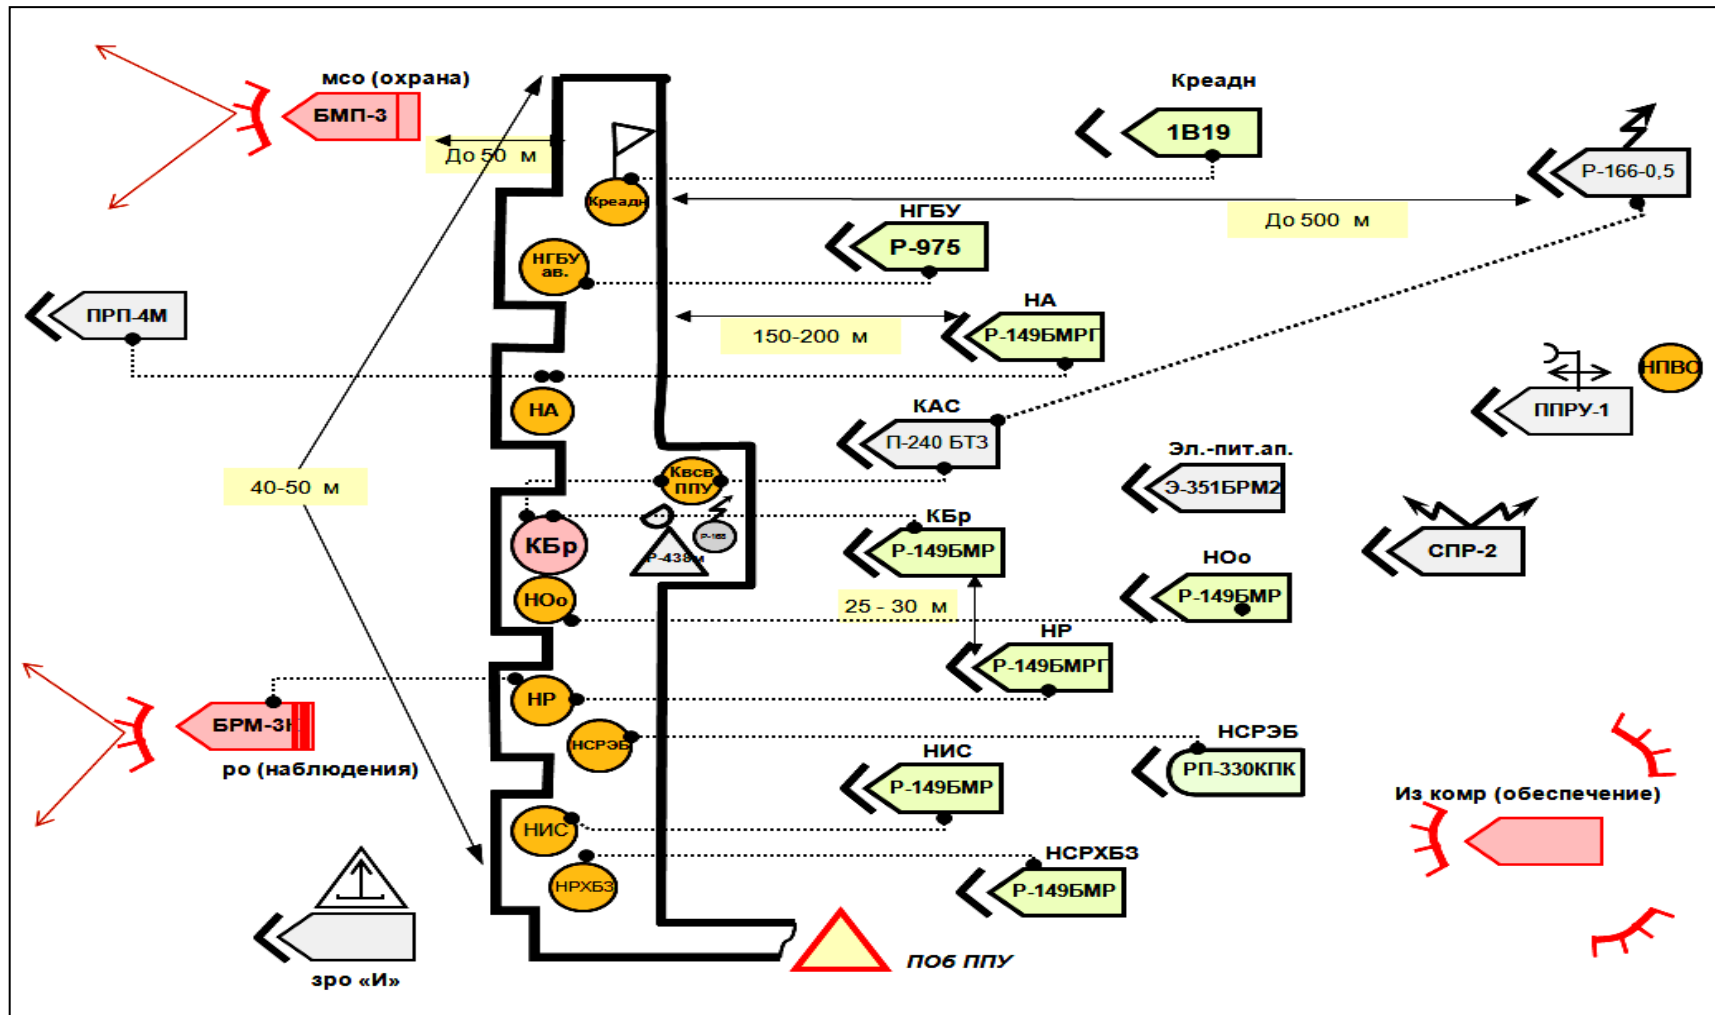 мсо (охрана)
БМП-3
До 50 м
Креадн
1В19
Р-166-0,5
Креадн
До 500 м
НГБУ
Р-975
НГБУ
ав.
ПРП-4М
НА
Р-149БМРГ
150-200 м
НПВО
ППРУ-1
НА
КАС
П-240 БТЗ
Эл.-пит.ап.
Э-351БРМ2
Квсв
ППУ
40-50 м
КБр
Р-438м
КБр
Р-149БМР
СПР-2
НОо
Р-149БМР
НОо
25 - 30 м
НР
Р-149БМРГ
НР
БРМ-3К
ро (наблюдения)
НСРЭБ
НСРЭБ
РП-330КПК
НИС
Р-149БМР
Из комр (обеспечение)
НИС
НСРХБЗ
Р-149БМР
НРХБЗ
зро «И»
ПОб ППУ